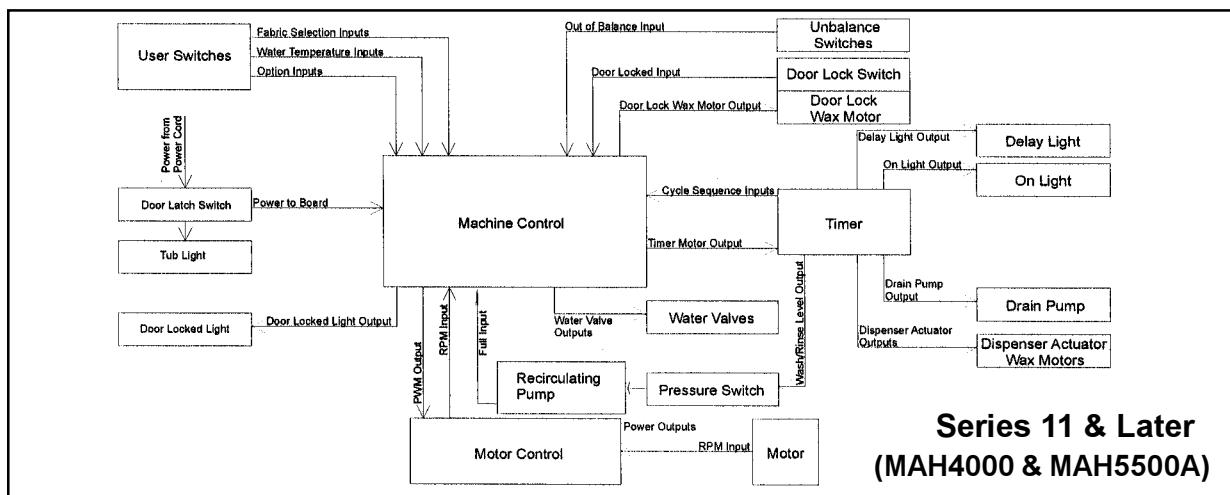 Fabric Selection Inputs
User Switches
Water Temperature Inputs
Option Inputs
Out of Balance Input
Unbalance
Switches
Door Locked Input
Door Lock Switch
Door Lock Wax Motor Output
Door Lock
Wax Motor
Power from
Power Cord
Delay Light Output
Delay Light
On Light Output
On Light
Door Latch Switch
Power to Board
Machine Control
Cycle Sequence Inputs
Timer
Tub Light
Timer Motor Output
Drain Pump
Output
Drain Pump
Door Locked Light
Door Locked Light Output
PWM Output
RPM Input
Full Input
Water Valve
Outputs
Water Valves
Wash/Rinse Level Output
Dispenser Actuator
Outputs
Dispenser Actuator
Wax Motors
Recirculating
Pump
Pressure Switch
Motor Control
Power Outputs
RPM Input
Motor
Series 11 & Later
(MAH4000 & MAH5500A)